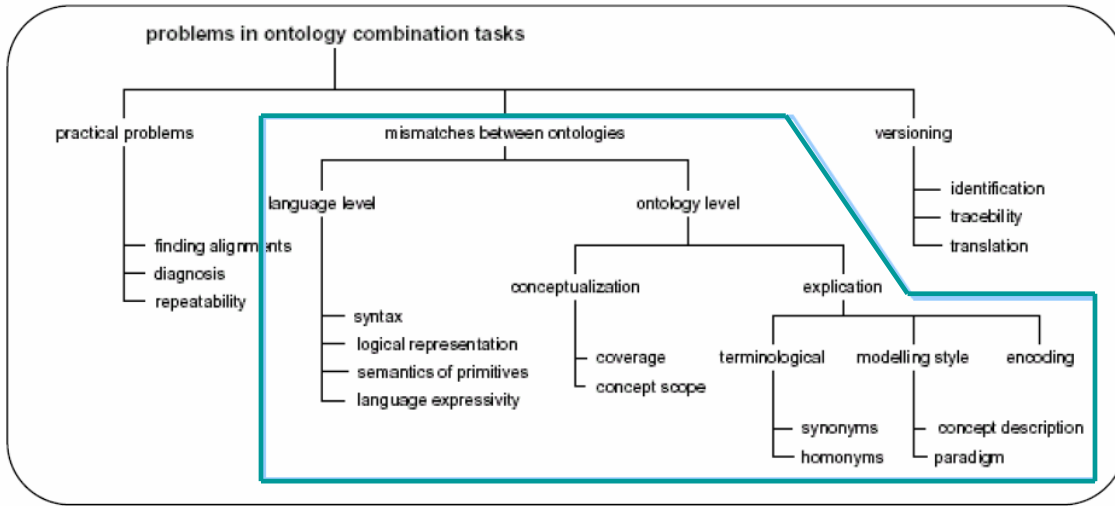 problems in ontology combination tasks
practical problems
mismatches between ontologies
versioning
finding alignments
diagnosis
repeatability
language level
ontology level
identification
tracebility
translation
syntax
logical representation
semantics of primitives
language expressivity
conceptualization
explication
coverage
concept scope
terminological
modelling style
encoding
synonyms
homonyms
concept description
paradigm